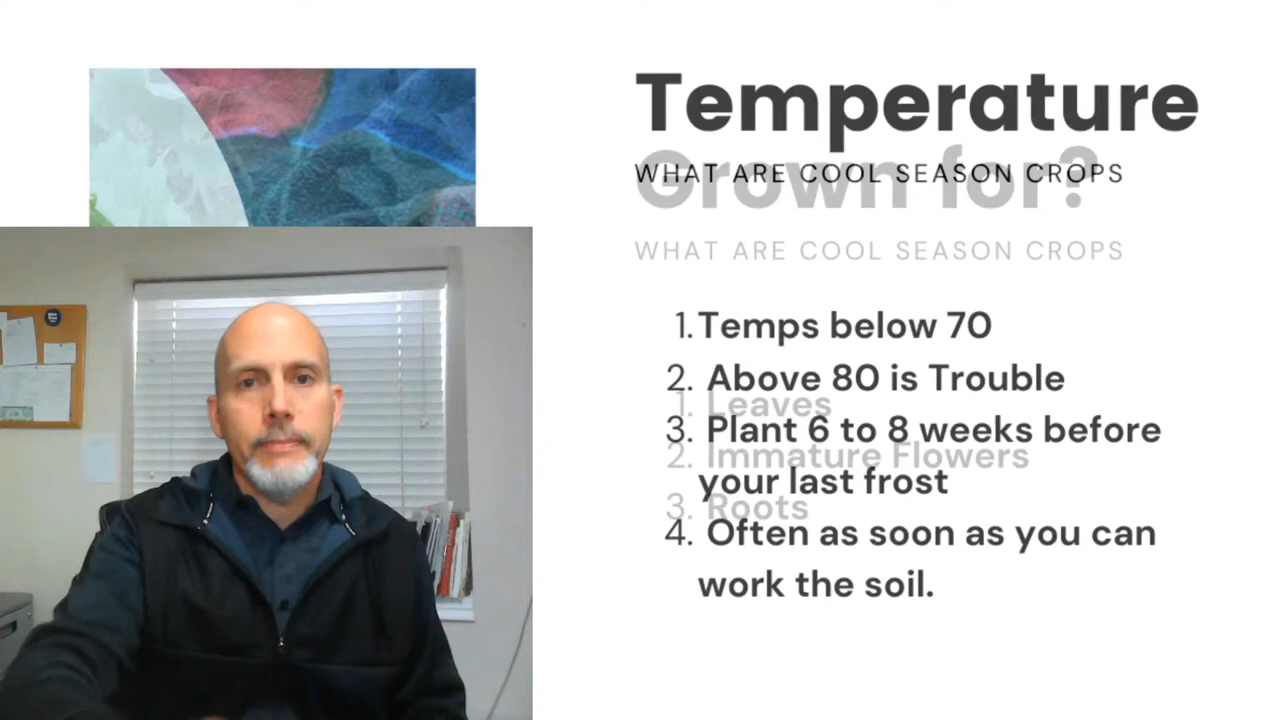 Temperature
WHAT ARE COOL SEASON CROPS
Grown for?
WHAT ARE COOL SEASON CROPS
1. Temps below 70
2. Above 80 is Trouble
1. Leaves
3. Plant 6 to 8 weeks before
2. Immature Flowers
your last frost
3. Roots
4. Often as soon as you can
work the soil.